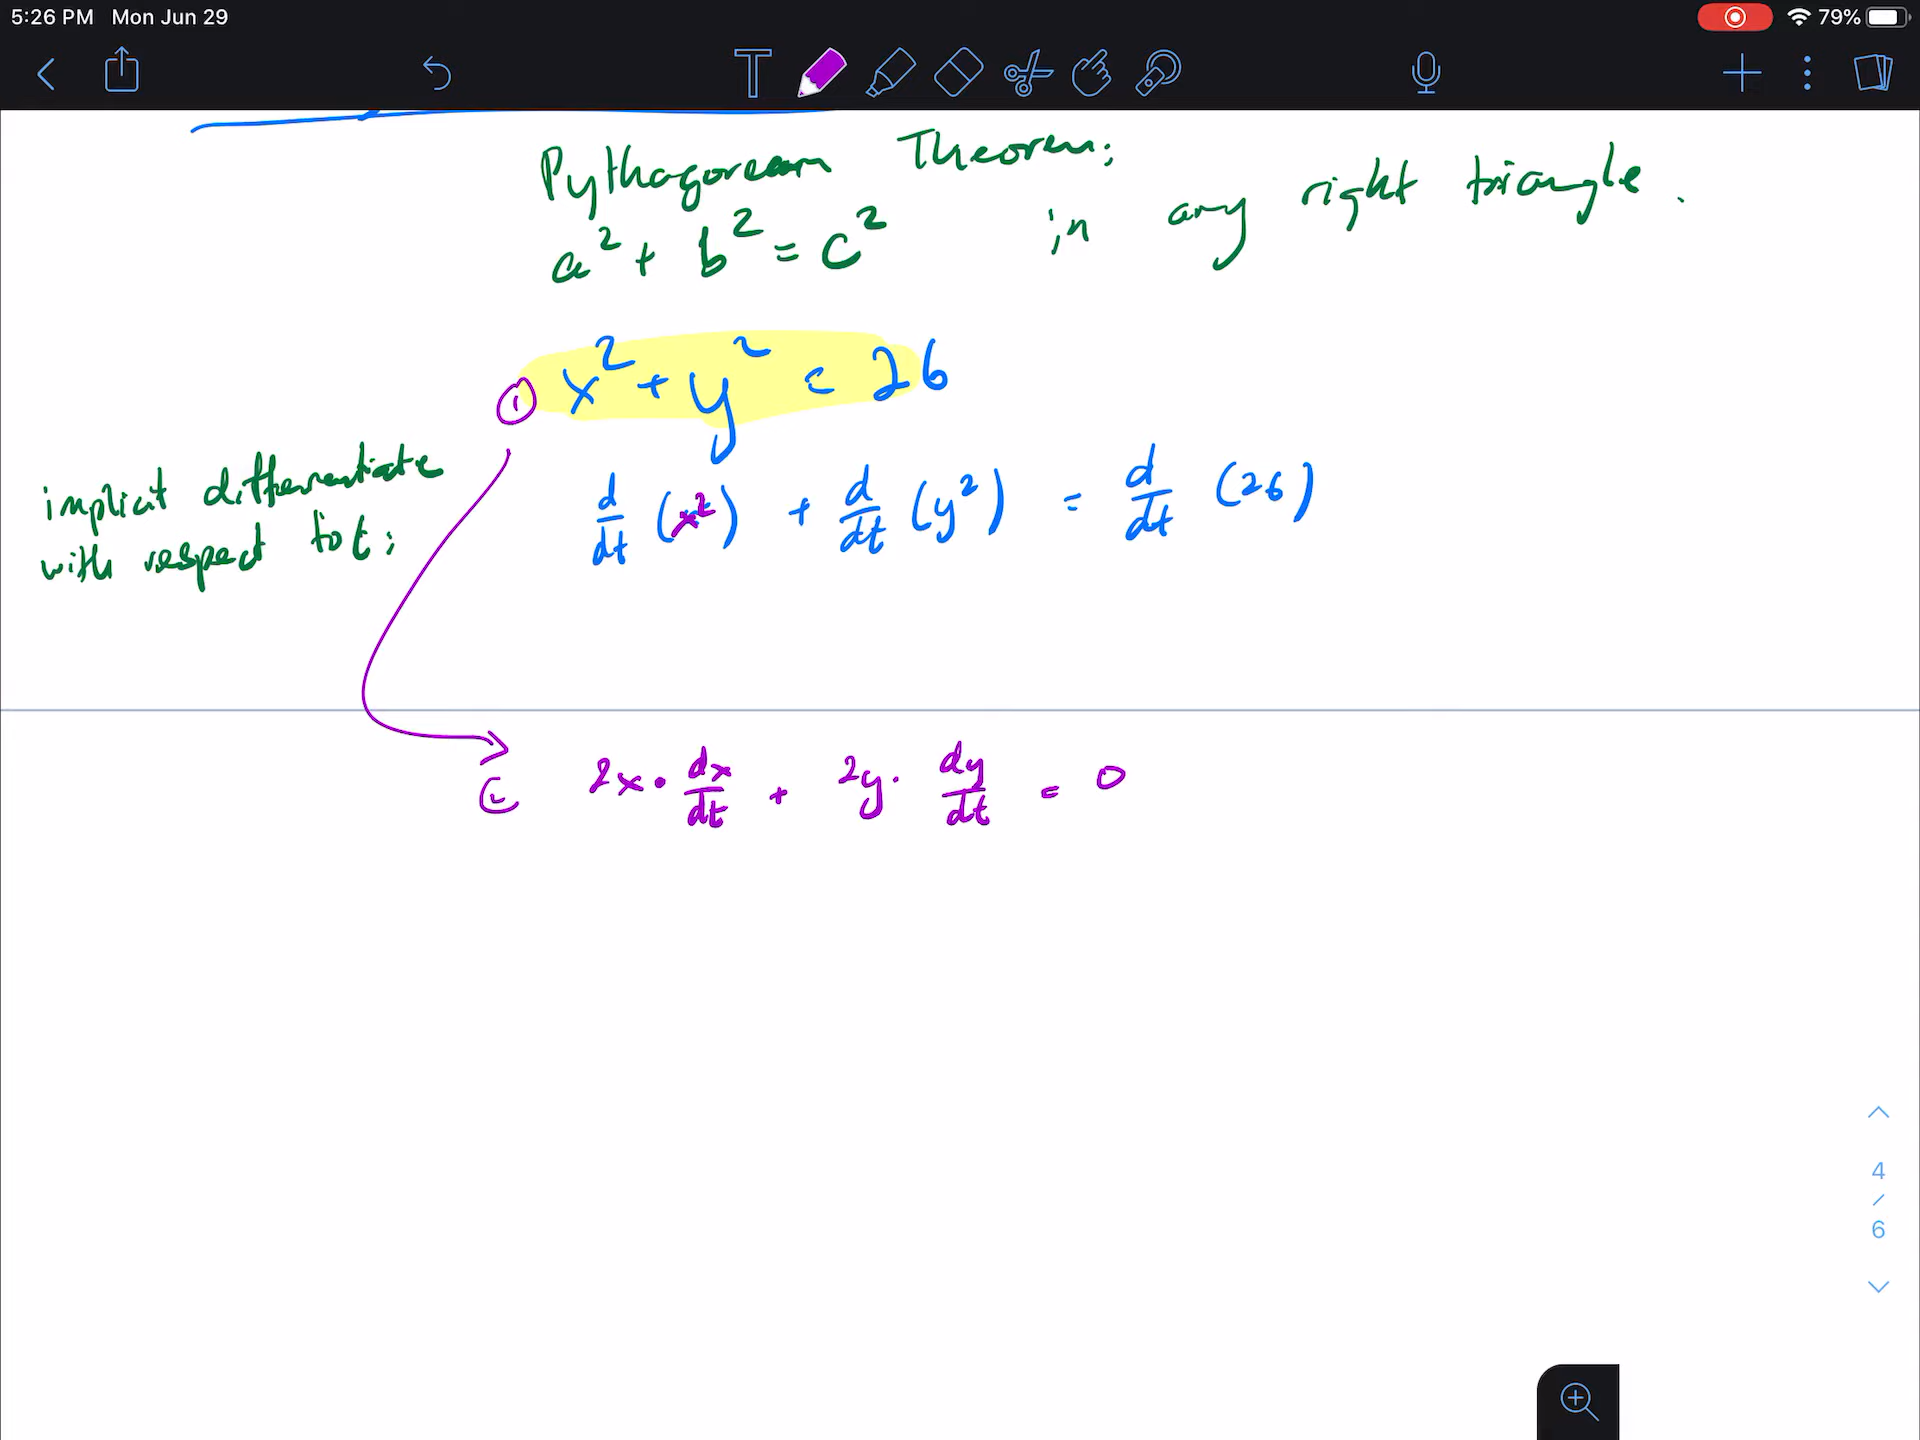 5:26 PM Mon Jun 29
79%
Pythagorean Theorem:
a² + b² = c² in any right triangle.
① x² + y² = 26
implicit differentiate
with respect to t:
d/dt (x²) + d/dt (y²) = d/dt (26)
2x · dx/dt + 2y · dy/dt = 0
4
/
6